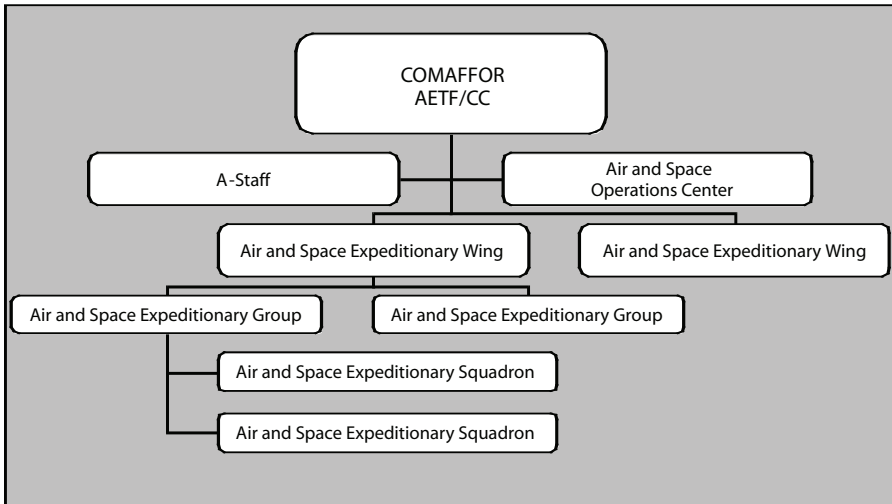 COMAFFOR
AETF/CC
A-Staff
Air and Space
Operations Center
Air and Space Expeditionary Wing
Air and Space Expeditionary Wing
Air and Space Expeditionary Group
Air and Space Expeditionary Group
Air and Space Expeditionary Squadron
Air and Space Expeditionary Squadron